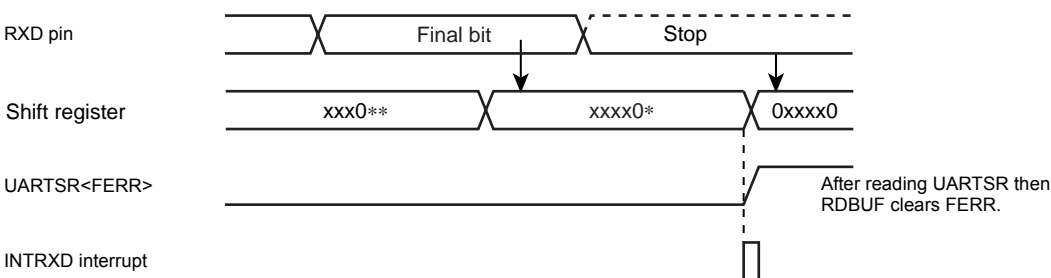 RXD pin
Final bit
Stop
Shift register
xxx0**
xxxx0*
0xxxx0
UARTSR<FERR>
After reading UARTSR then
RDBUF clears FERR.
INTRXD interrupt